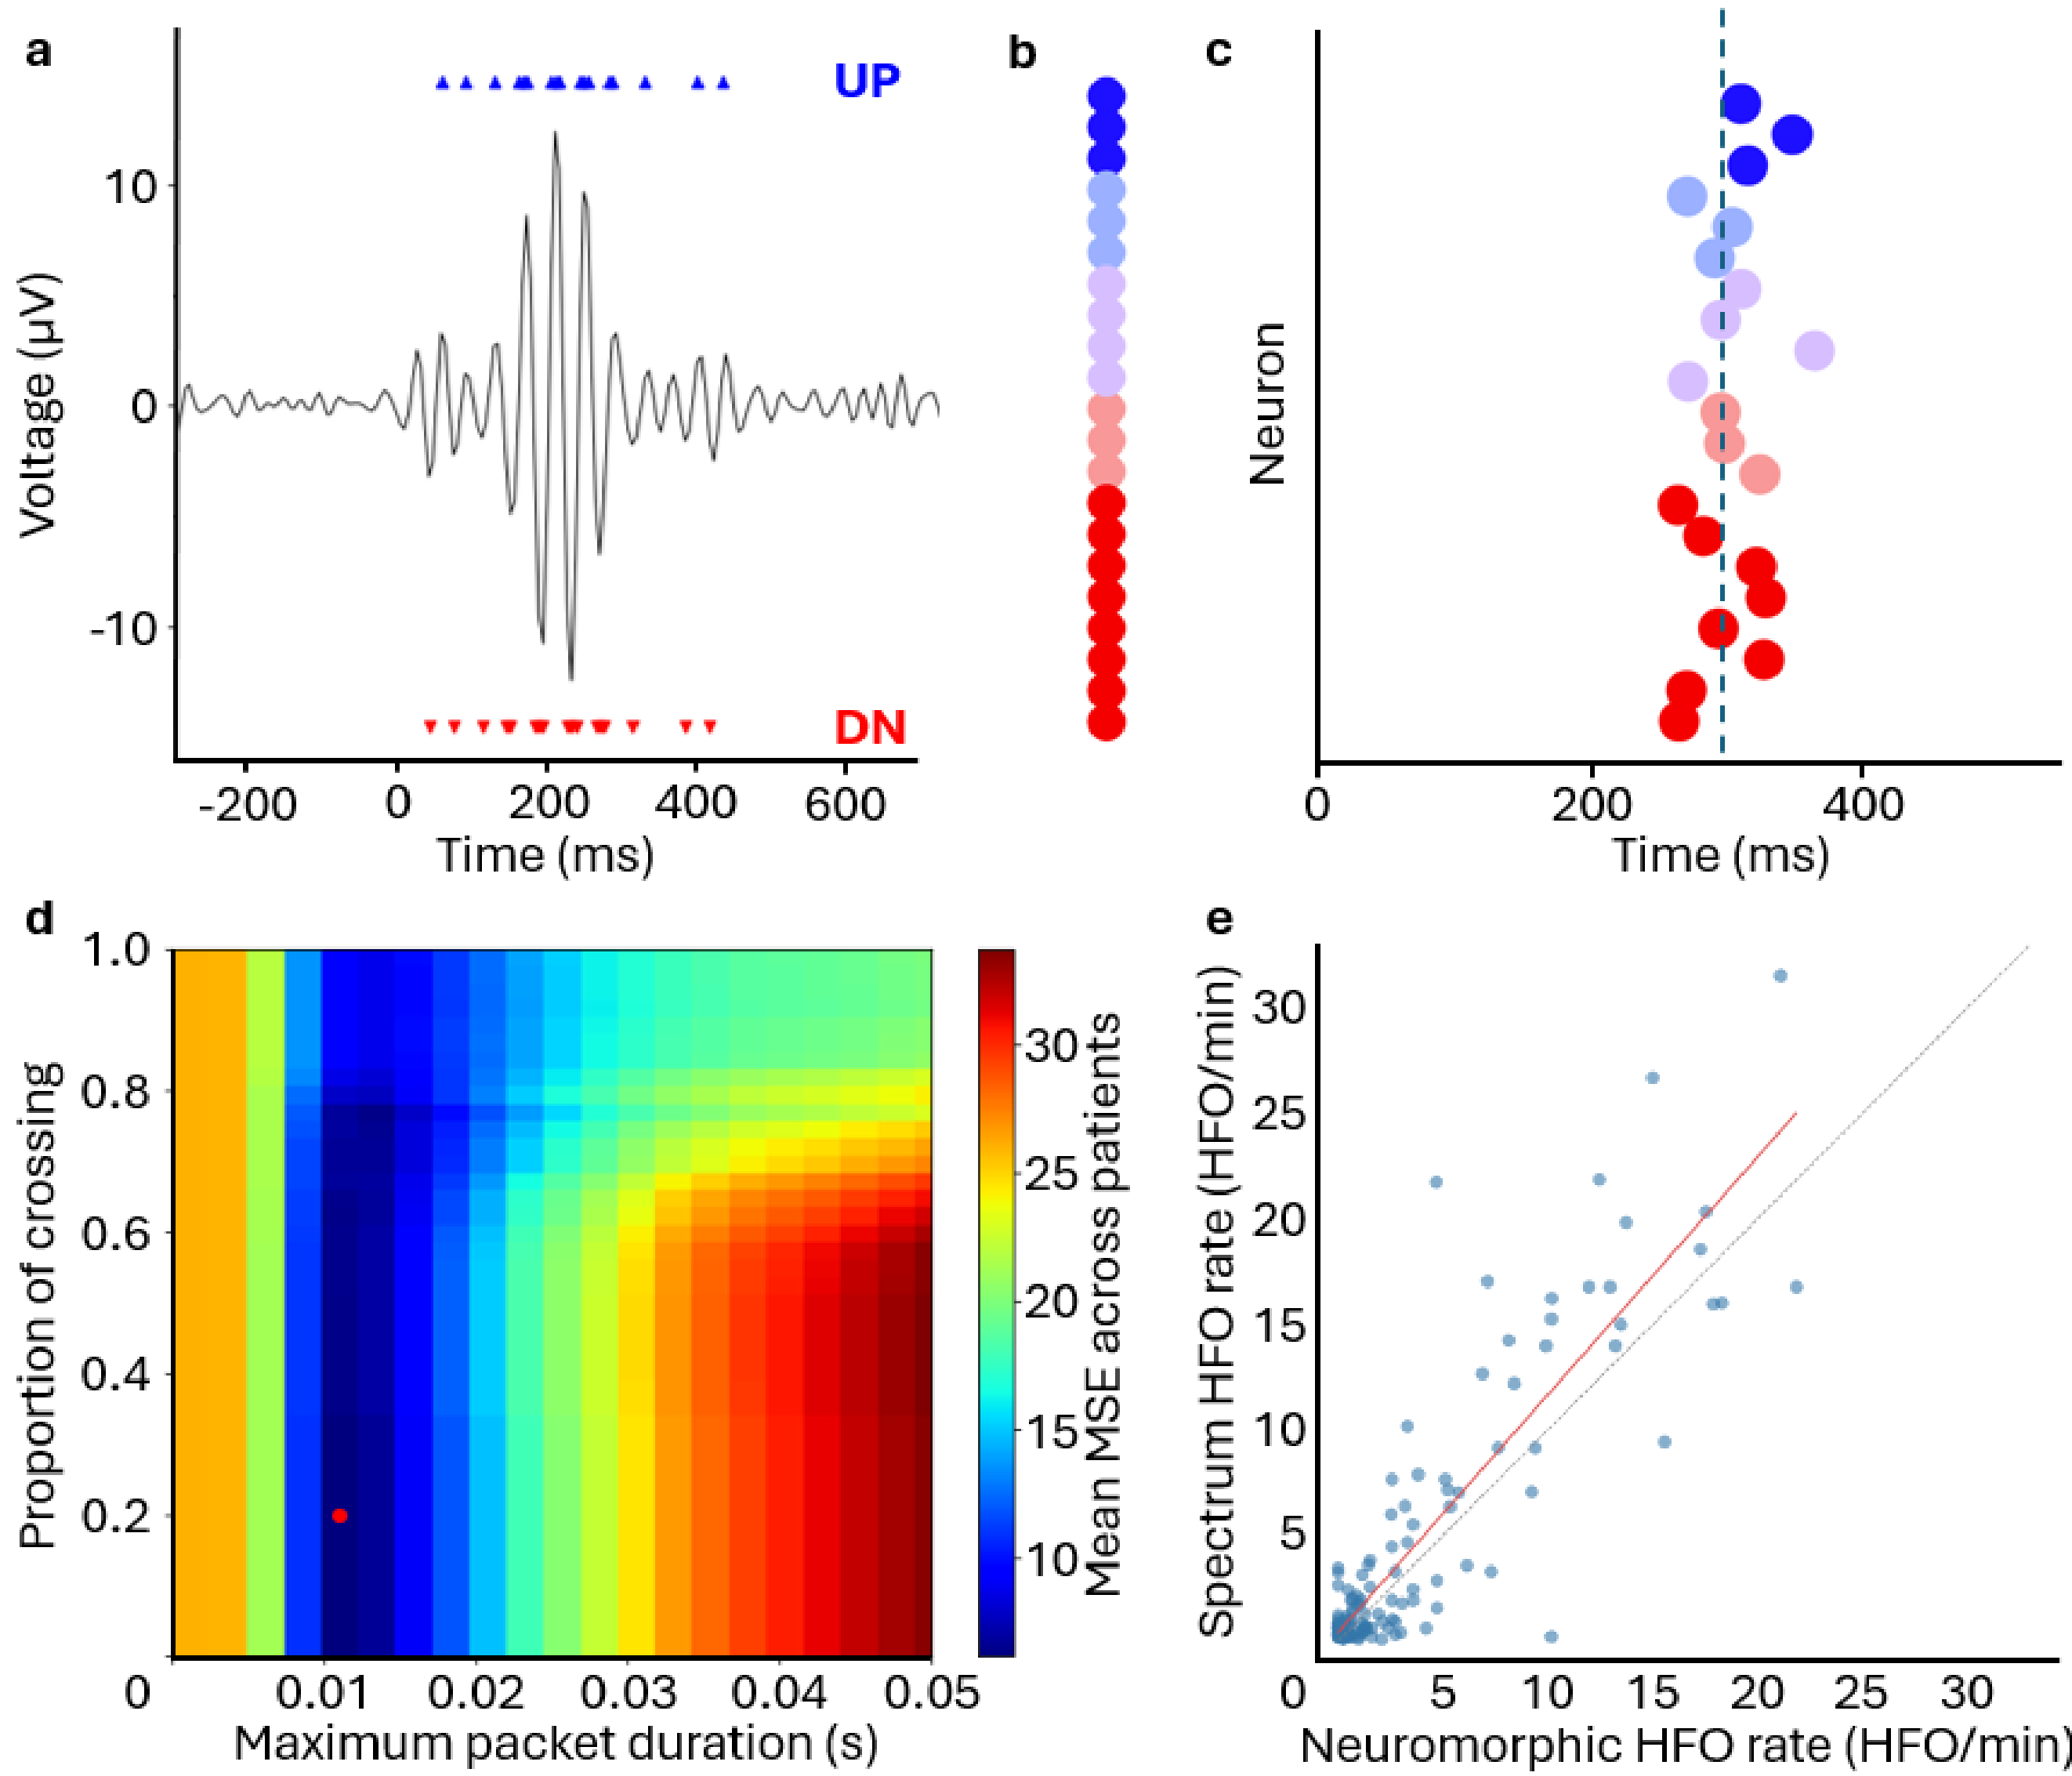 a
UP
10
0
-10
Voltage (µV)
DN
-200 0 200 400 600
Time (ms)
b
c
Neuron
0 200 400
Time (ms)
d
1.0
0.8
0.6
0.4
0.2
0
Proportion of crossing
0.01 0.02 0.03 0.04 0.05
Maximum packet duration (s)
30
25
20
15
10
Mean MSE across patients
e
30
25
20
15
10
5
Spectrum HFO rate (HFO/min)
0 5 10 15 20 25 30
Neuromorphic HFO rate (HFO/min)